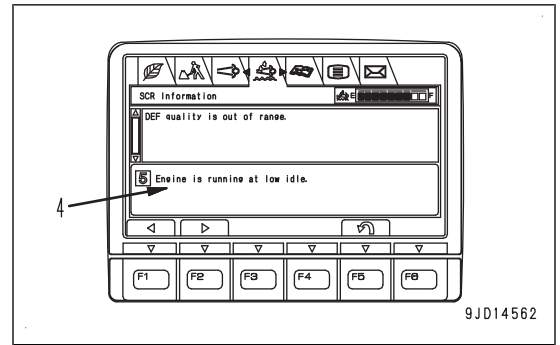 SCR Information
E F
DEF quality is out of range.
5 Engine is running at low idle.
4
F1 F2 F3 F4 F5 F6
9JD14562